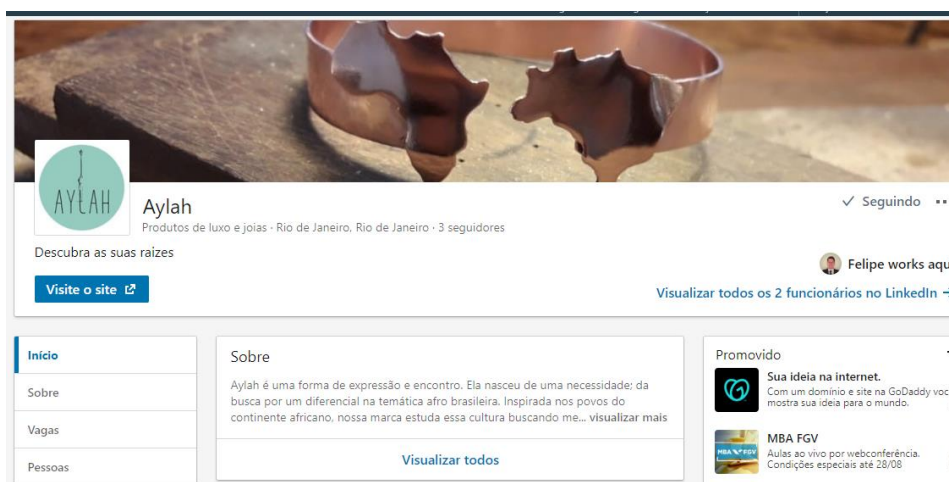 AYLAH
Aylah
Produtos de luxo e joias · Rio de Janeiro, Rio de Janeiro · 3 seguidores
Descubra as suas raizes
Visite o site
Seguindo
Felipe works aqu
Visualizar todos os 2 funcionários no LinkedIn
Início
Sobre
Vagas
Pessoas
Sobre
Aylah é uma forma de expressão e encontro. Ela nasceu de uma necessidade; da
busca por um diferencial na temática afro brasileira. Inspirada nos povos do
continente africano, nossa marca estuda essa cultura buscando me... visualizar mais
Visualizar todos
Promovido
Sua ideia na internet.
Com um domínio e site na GoDaddy voc
mostra sua ideia para o mundo.
MBA FGV
MBA FGV
Aulas ao vivo por webconferência.
Condições especiais até 28/08